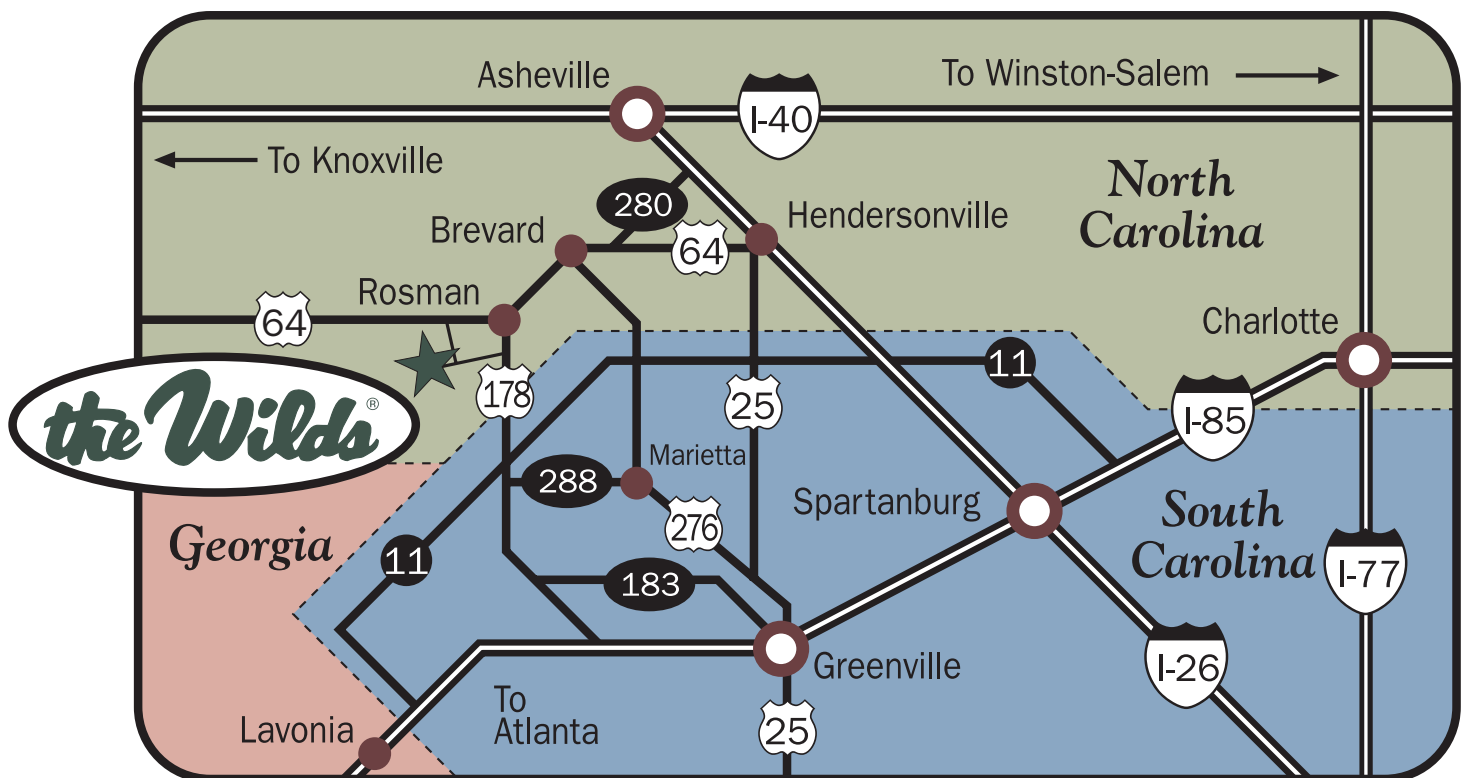 Asheville
To Winston-Salem
I-40
To Knoxville
North
Carolina
280
Hendersonville
Brevard
64
Rosman
64
Charlotte
11
178
25
I-85
the Wilds®
Marietta
288
Spartanburg
South
Carolina
276
Georgia
11
183
I-77
Greenville
I-26
To
Atlanta
Lavonia
25